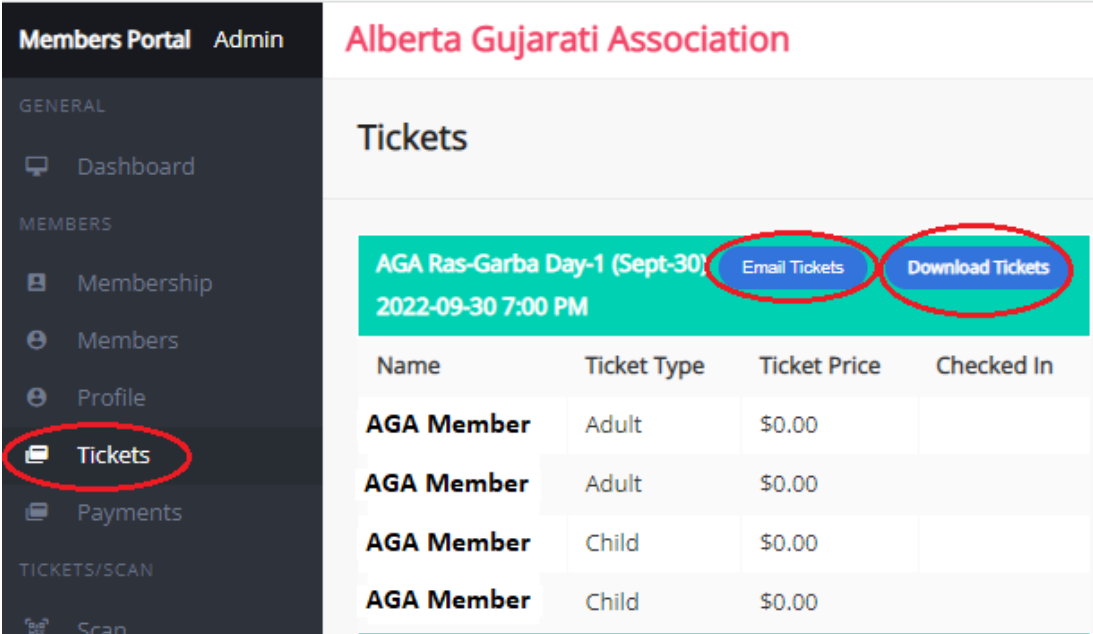 Members Portal Admin
Alberta Gujarati Association
GENERAL
Dashboard
MEMBERS
Membership
Members
Profile
Tickets
Payments
TICKETS/SCAN
Scan
Tickets
AGA Ras-Garba Day-1 (Sept-30) Email Tickets Download Tickets
2022-09-30 7:00 PM
Name Ticket Type Ticket Price Checked In
AGA Member Adult $0.00
AGA Member Adult $0.00
AGA Member Child $0.00
AGA Member Child $0.00